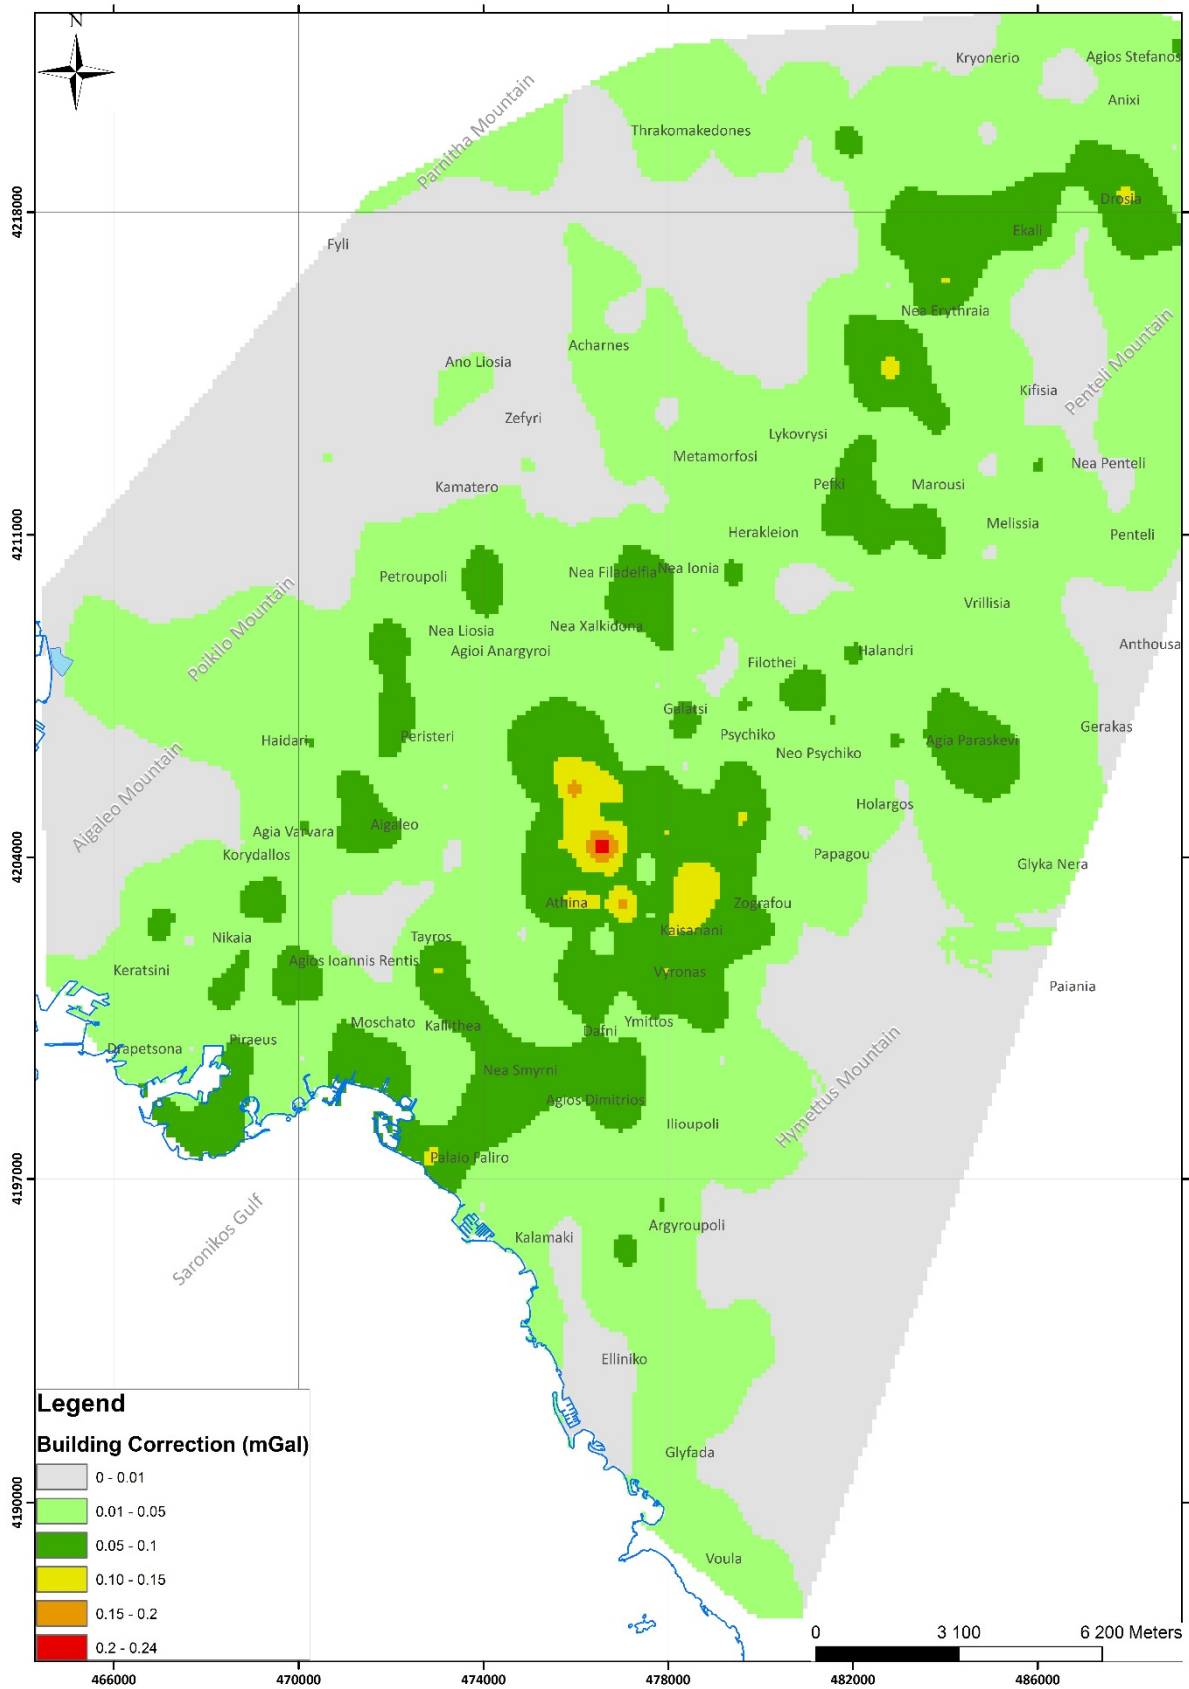 N
Kryonerio
Agios Stefanos
Anixi
Parnitha Mountain
Thrakomakedones
Drosia
4218000
Ekali
Fyli
Nea Erythraia
Acharnes
Ano Liosia
Penteli Mountain
Kifisia
Zefyri
Lykovrysi
Metamorfosi
Nea Penteli
Kamatero
Pefki
Marousi
Melissia
4211000
Herakleion
Penteli
Petroupoli
Nea Filadelfia
Nea Ionia
Vrillisia
Poikilo Mountain
Nea Liosia
Nea Xalkidona
Agioi Anargyroi
Halandri
Anthousa
Filothei
Galatsi
Gerakas
Haidari
Peristeri
Psychiko
Agia Paraskevi
Neo Psychiko
Aigaleo Mountain
Holargos
Agia Varvara
Aigaleo
4204000
Korydallos
Papagou
Glyka Nera
Athina
Zografou
Nikaia
Tayros
Kaisariani
Keratsini
Agios Ioannis Rentis
Vyronas
Paiania
Moschato
Kallithea
Dafni
Ymittos
Drapetsona
Piraeus
Nea Smyrni
Hymettus Mountain
Agios Dimitrios
Ilioupoli
Palaio Faliro
4197000
Saronikos Gulf
Kalamaki
Argyroupoli
Elliniko
Legend
Building Correction (mGal)
Glyfada
0 - 0.01
0.01 - 0.05
4190000
0.05 - 0.1
Voula
0.10 - 0.15
0.15 - 0.2
0.2 - 0.24
0 3 100 6 200 Meters
466000 470000 474000 478000 482000 486000